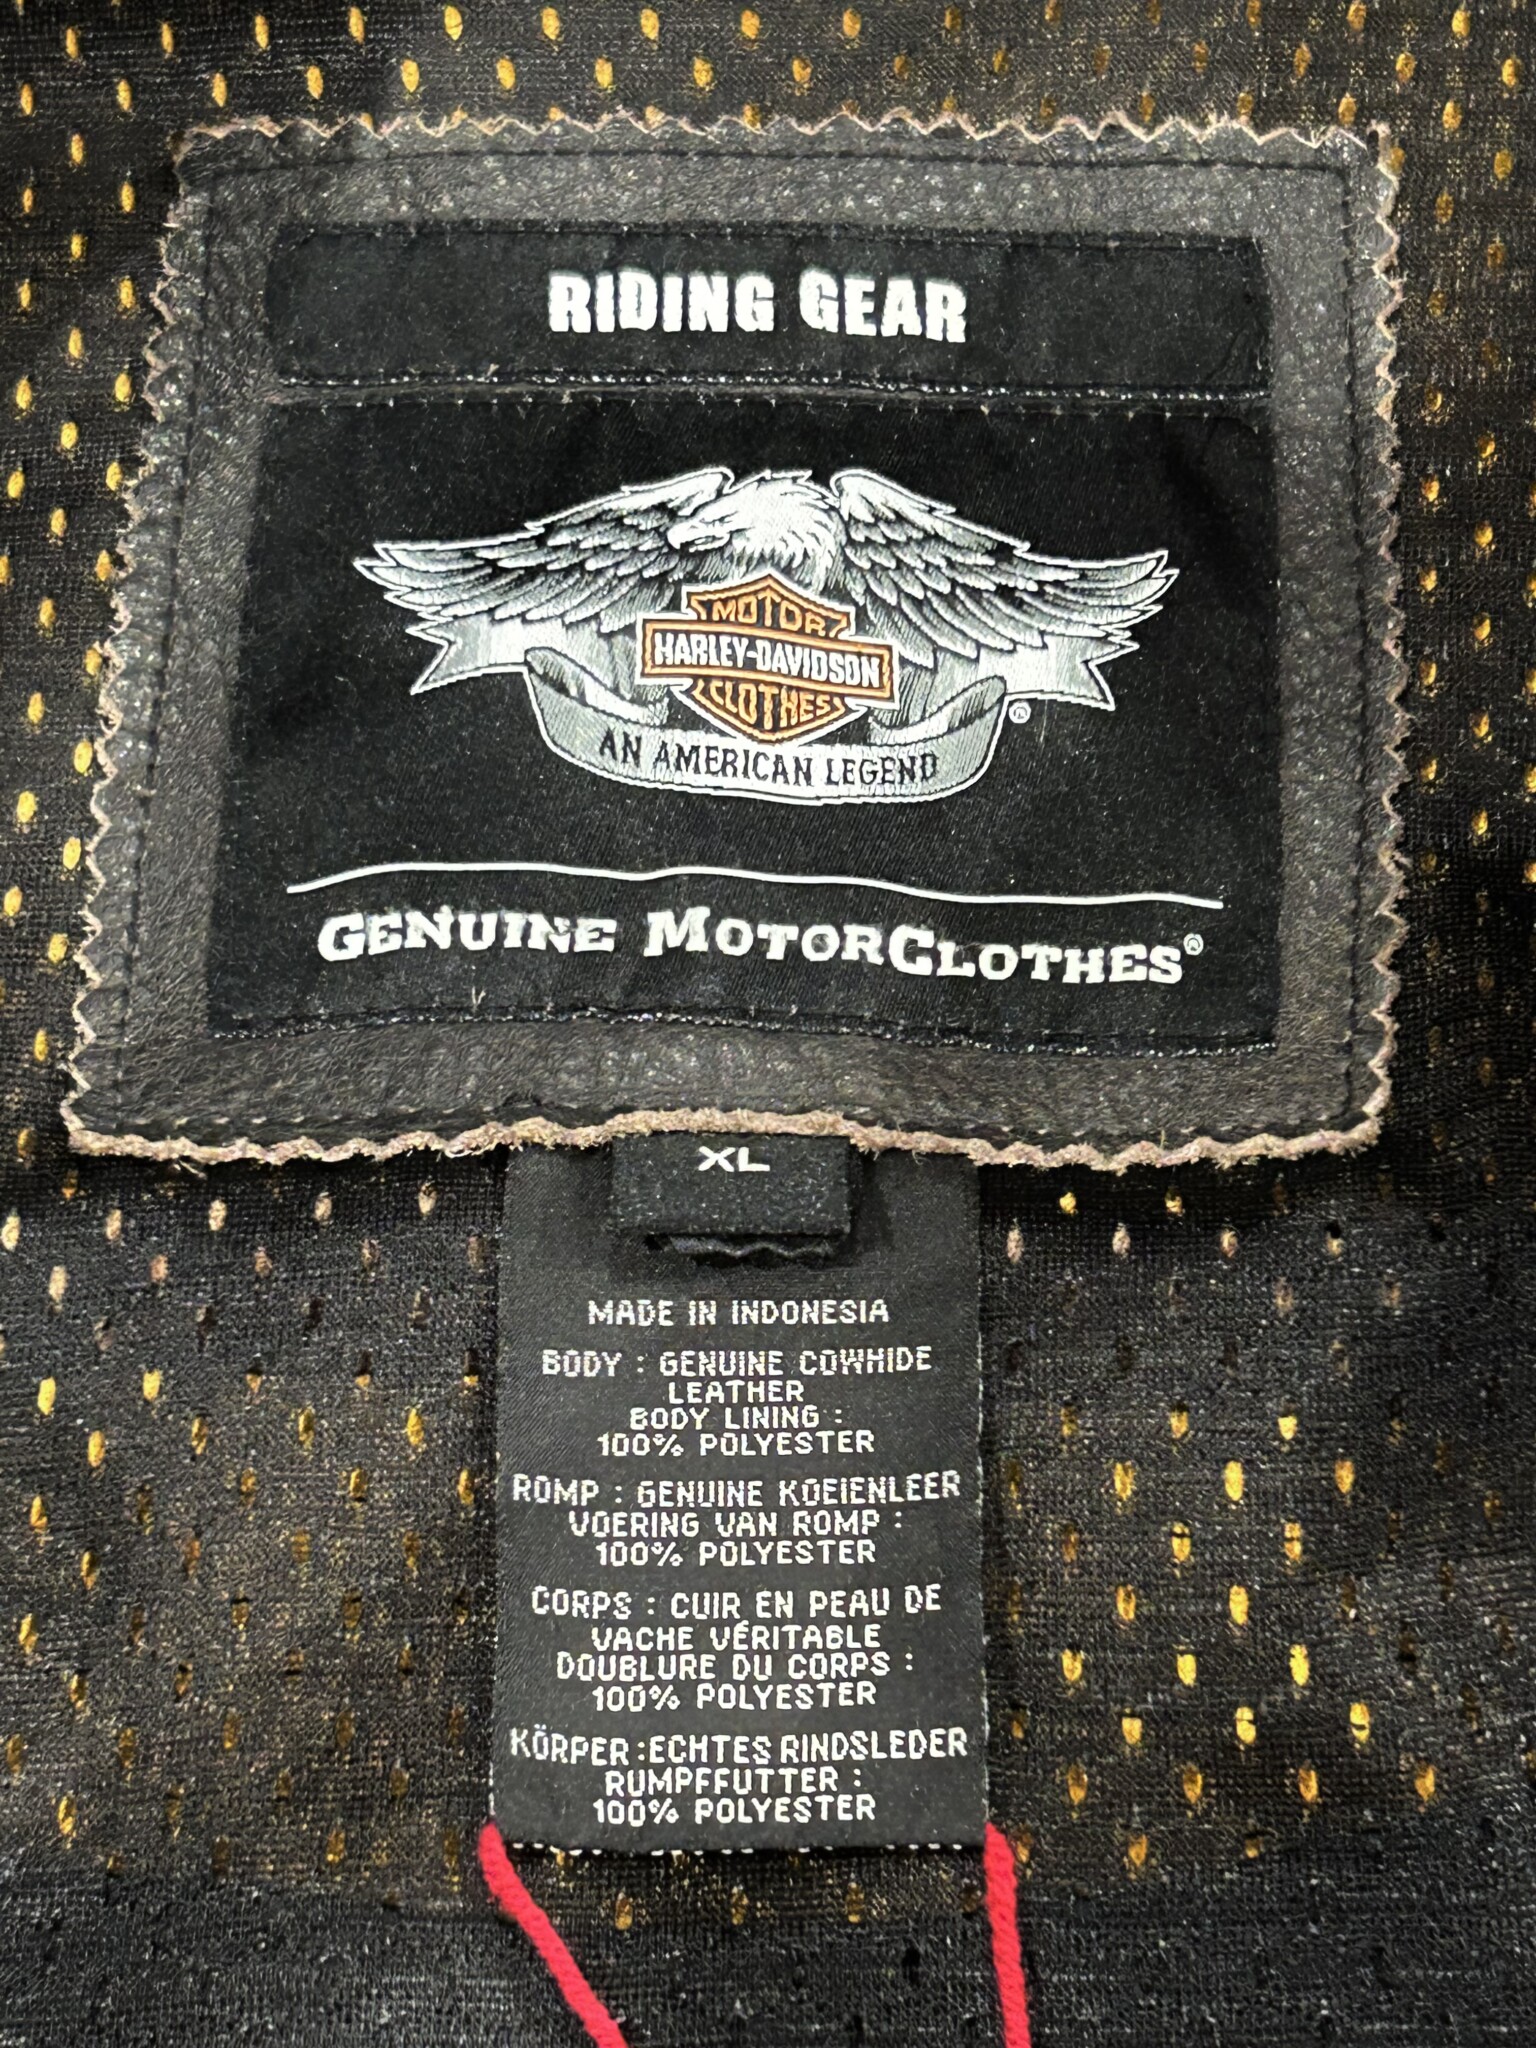 RIDING GEAR
MOTOR
HARLEY-DAVIDSON
CLOTHES
®
AN AMERICAN LEGEND
GENUINE MOTORCLOTHES®
XL
MADE IN INDONESIA
BODY : GENUINE COWHIDE
LEATHER
BODY LINING :
100% POLYESTER
ROMP : GENUINE KOEIENLEER
VOERING VAN ROMP :
100% POLYESTER
CORPS : CUIR EN PEAU DE
VACHE VÉRITABLE
DOUBLURE DU CORPS :
100% POLYESTER
KÖRPER :ECHTES RINDSLEDER
RUMPFFUTTER :
100% POLYESTER